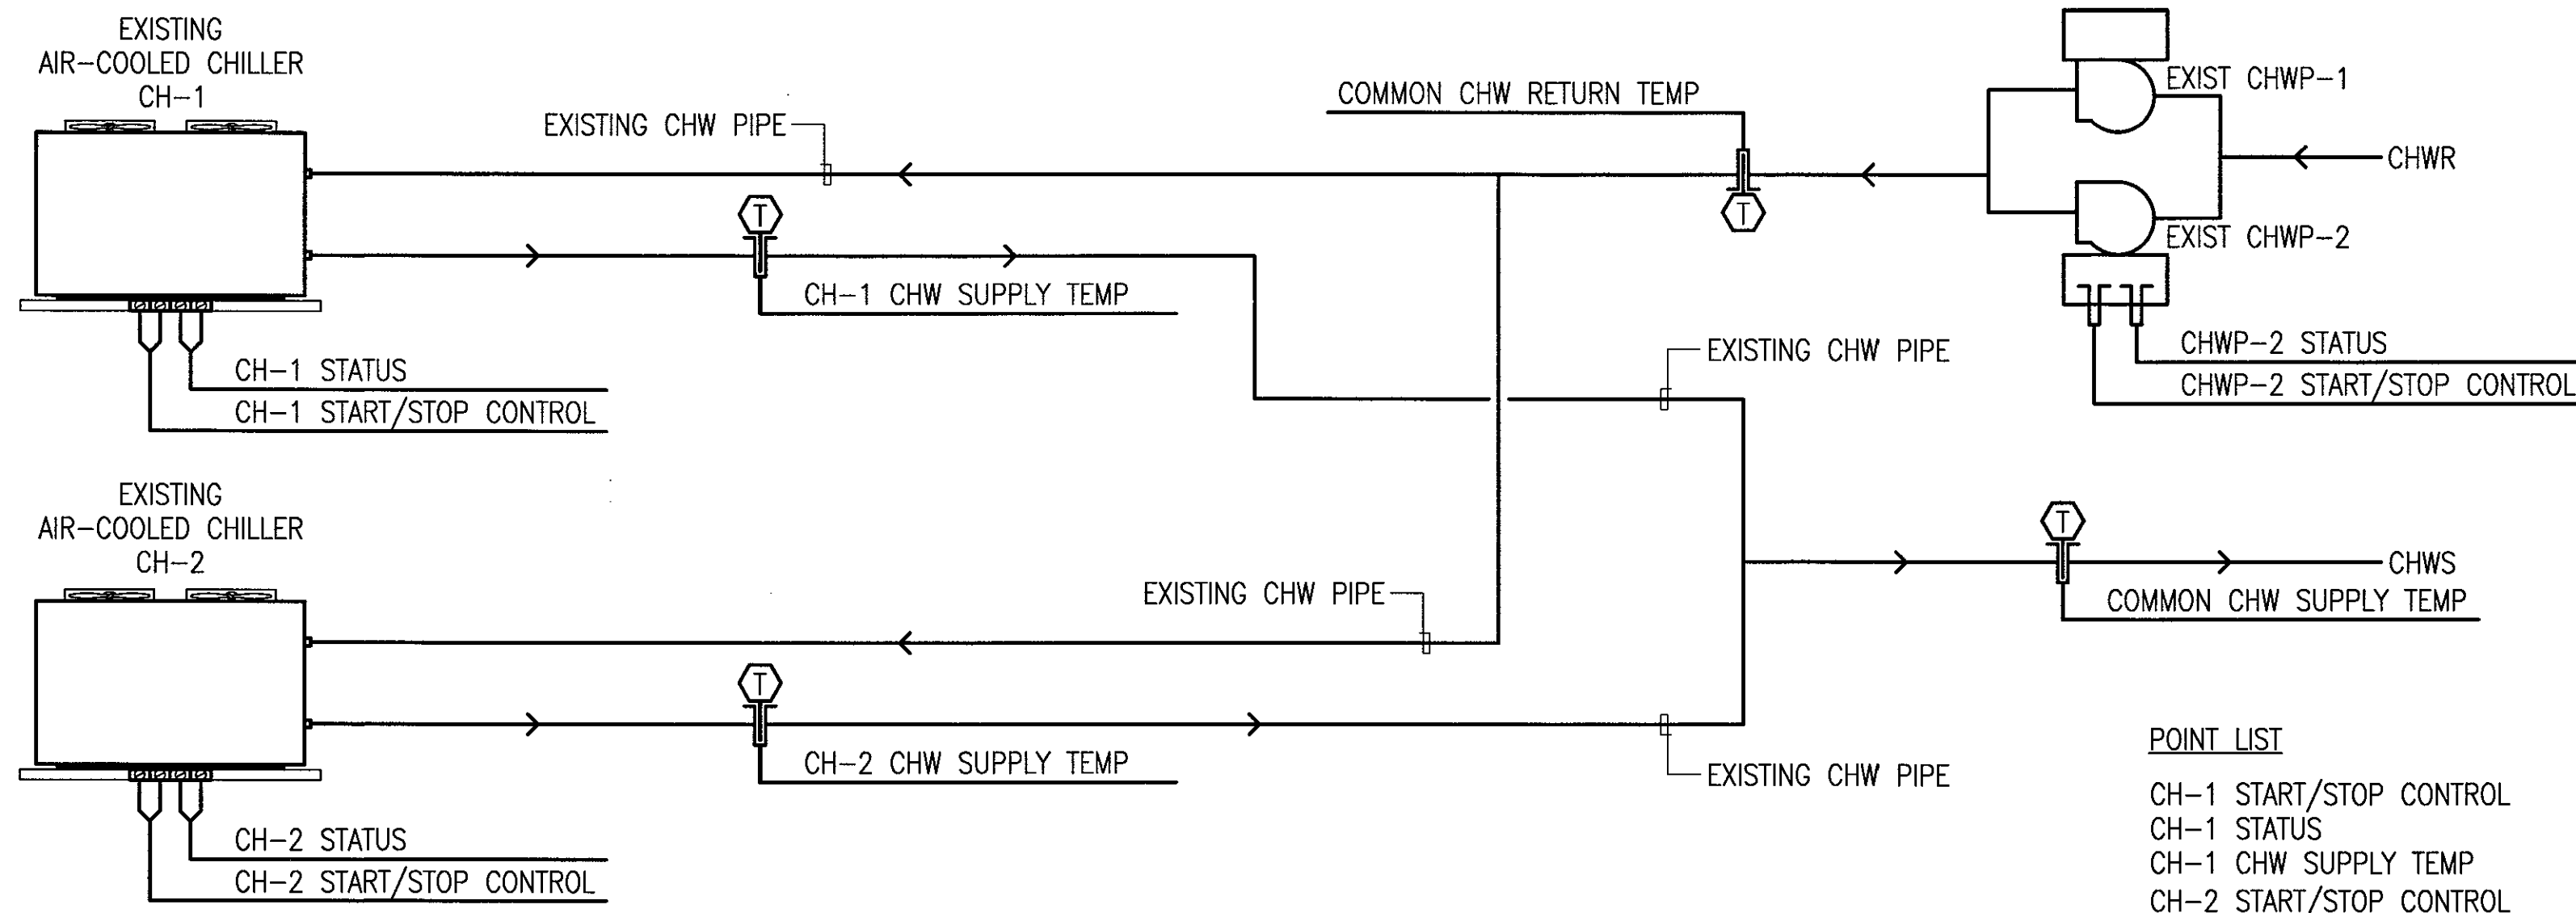 EXISTING
AIR-COOLED CHILLER
CH-1
EXISTING CHW PIPE
COMMON CHW RETURN TEMP
T
EXIST CHWP-1
CHWR
EXIST CHWP-2
T
CH-1 CHW SUPPLY TEMP
CH-1 STATUS
CH-1 START/STOP CONTROL
EXISTING CHW PIPE
CHWP-2 STATUS
CHWP-2 START/STOP CONTROL
EXISTING
AIR-COOLED CHILLER
CH-2
EXISTING CHW PIPE
T
CHWS
COMMON CHW SUPPLY TEMP
T
CH-2 CHW SUPPLY TEMP
EXISTING CHW PIPE
CH-2 STATUS
CH-2 START/STOP CONTROL
POINT LIST
CH-1 START/STOP CONTROL
CH-1 STATUS
CH-1 CHW SUPPLY TEMP
CH-2 START/STOP CONTROL